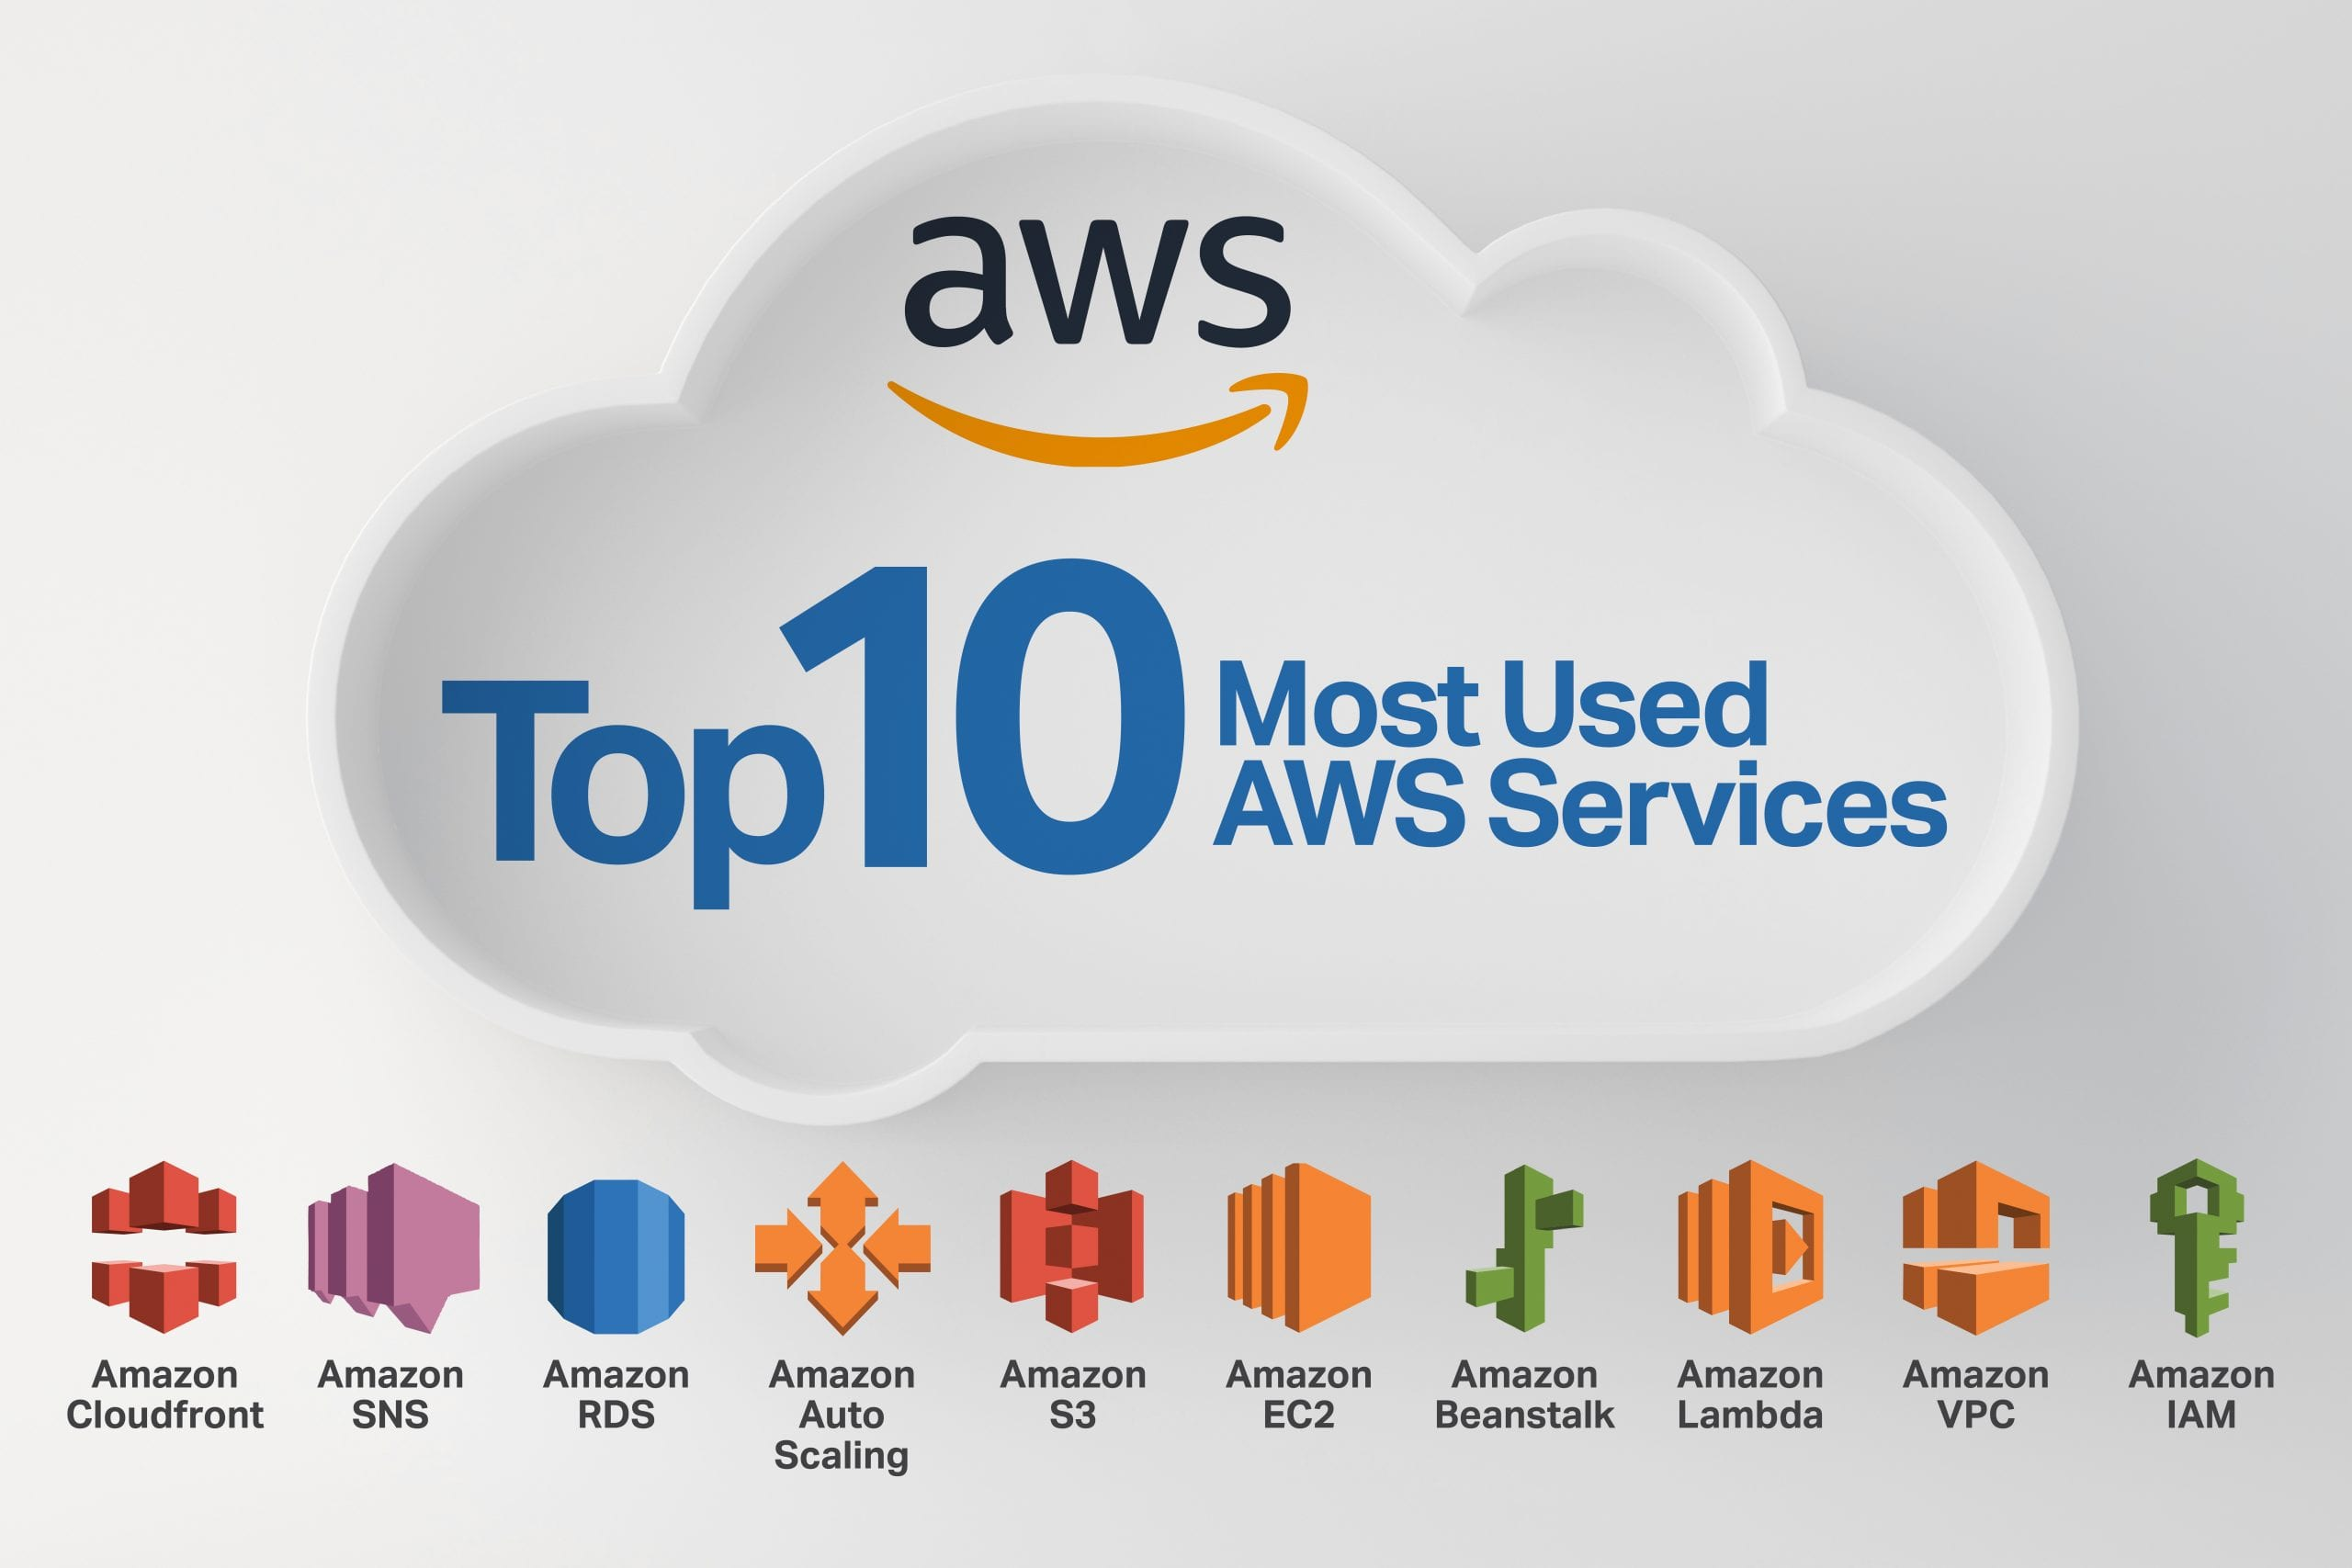 aws
Top 10
Most Used
AWS Services
Amazon
Cloudfront
Amazon
SNS
Amazon
RDS
Amazon
Auto
Scaling
Amazon
S3
Amazon
EC2
Amazon
Beanstalk
Amazon
Lambda
Amazon
VPC
Amazon
IAM